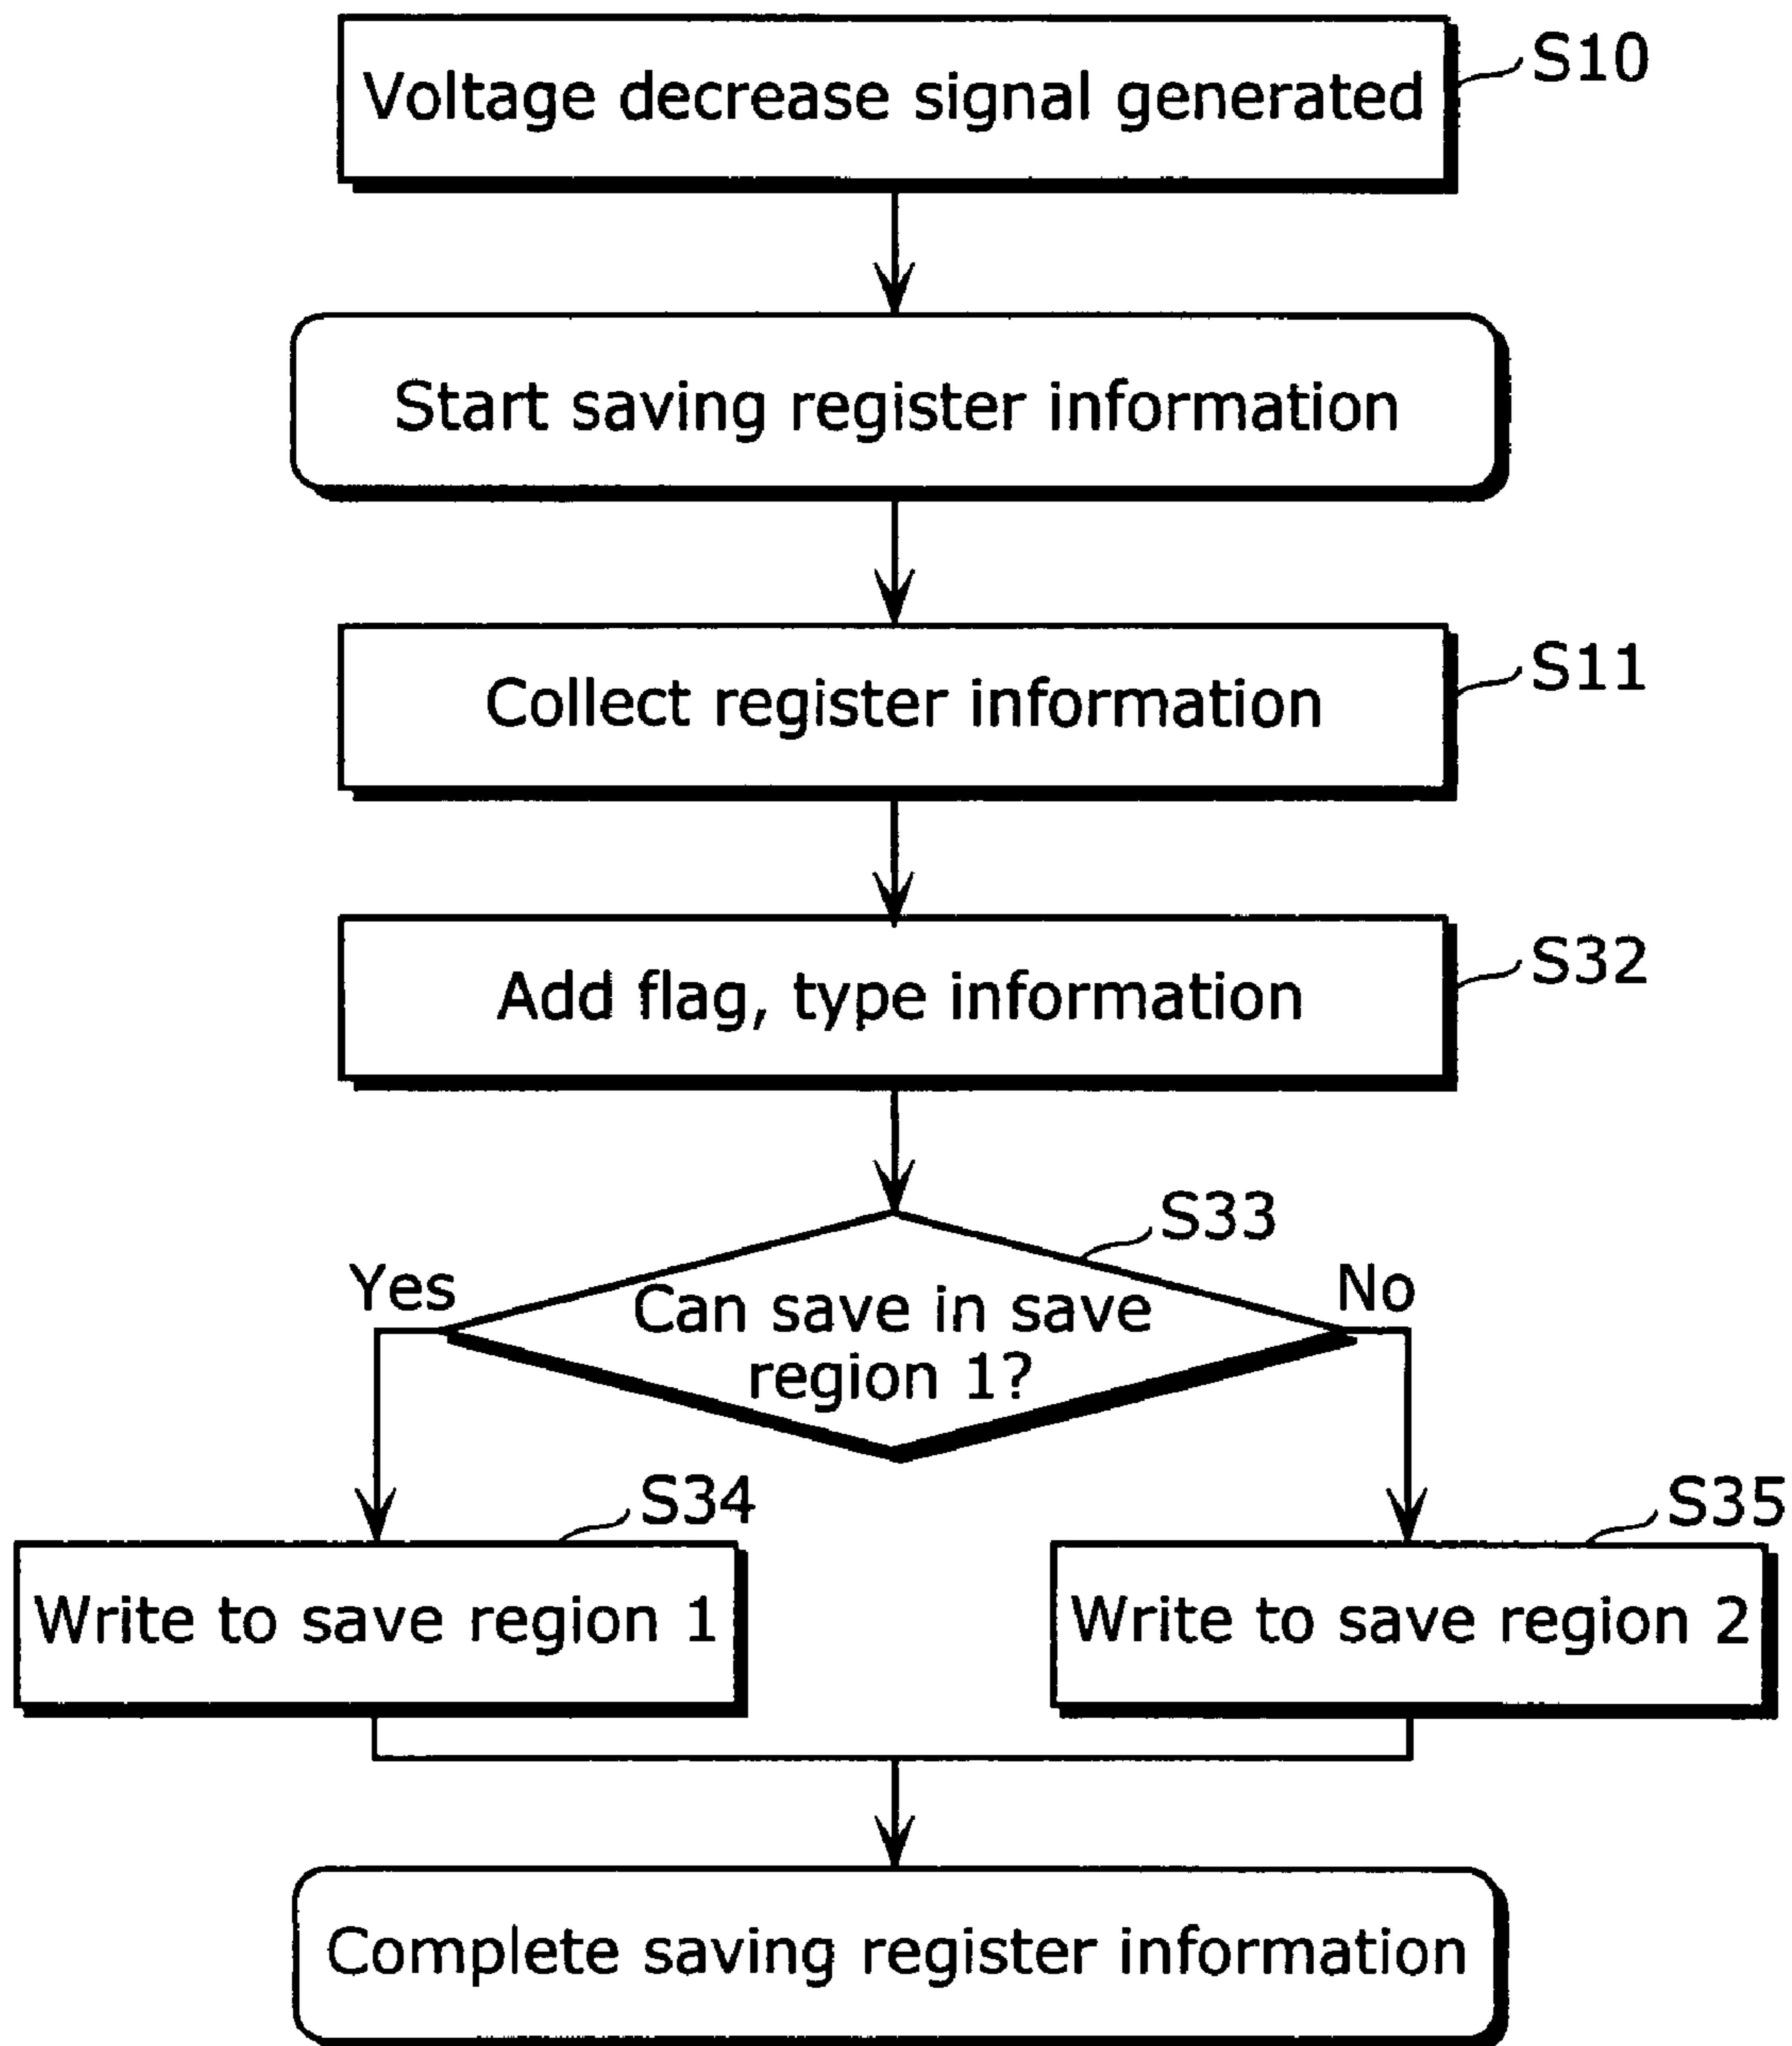 Voltage decrease signal generated
S10
Start saving register information
Collect register information
S11
Add flag, type information
S32
S33
Yes
No
Can save in save
region 1?
S34
S35
Write to save region 1
Write to save region 2
Complete saving register information